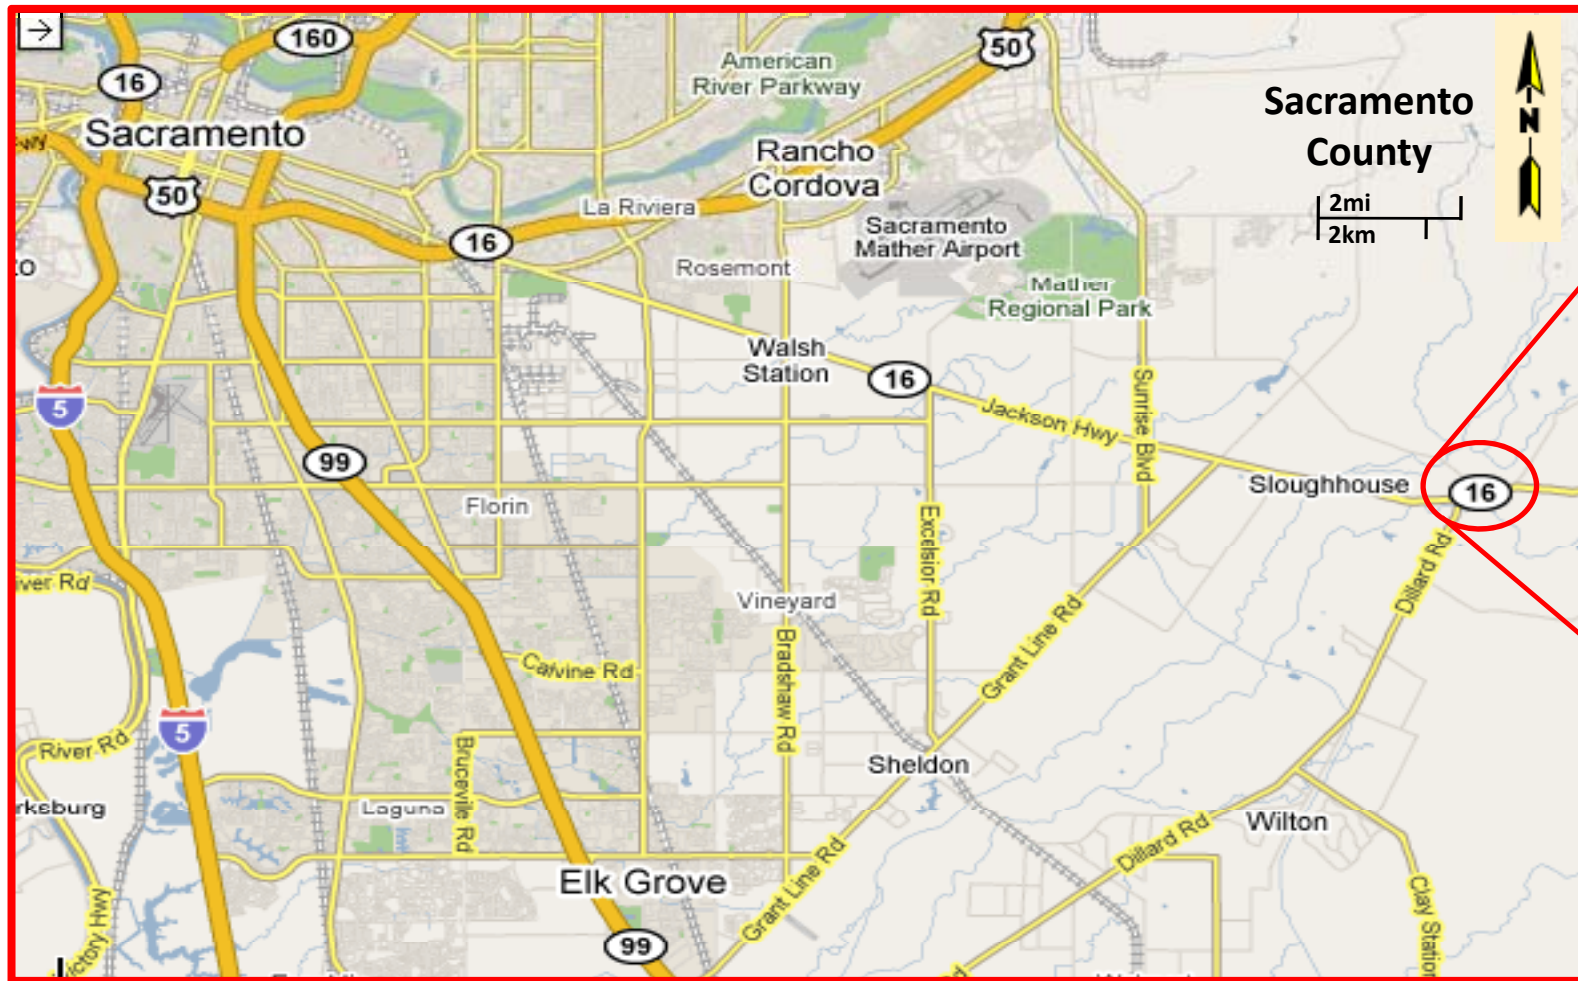 →
160
50
16
American
River Parkway
Sacramento
County
N
Sacramento
Rancho
Cordova
50
2mi
2km
La Riviera
Sacramento
Mather Airport
16
Rosemont
Mather
Regional Park
Walsh
Station
16
5
Jackson Hwy
Sunrise Blvd
99
Sloughhouse
16
Florin
Excelsior Rd
Dillard Rd
River Rd
Vineyard
Grant Line Rd
Calvine Rd
Bradshaw Rd
5
River Rd
Bruceville Rd
Sheldon
Laguna
Wilton
Dillard Rd
Elk Grove
Grant Line Rd
Clay Station
99